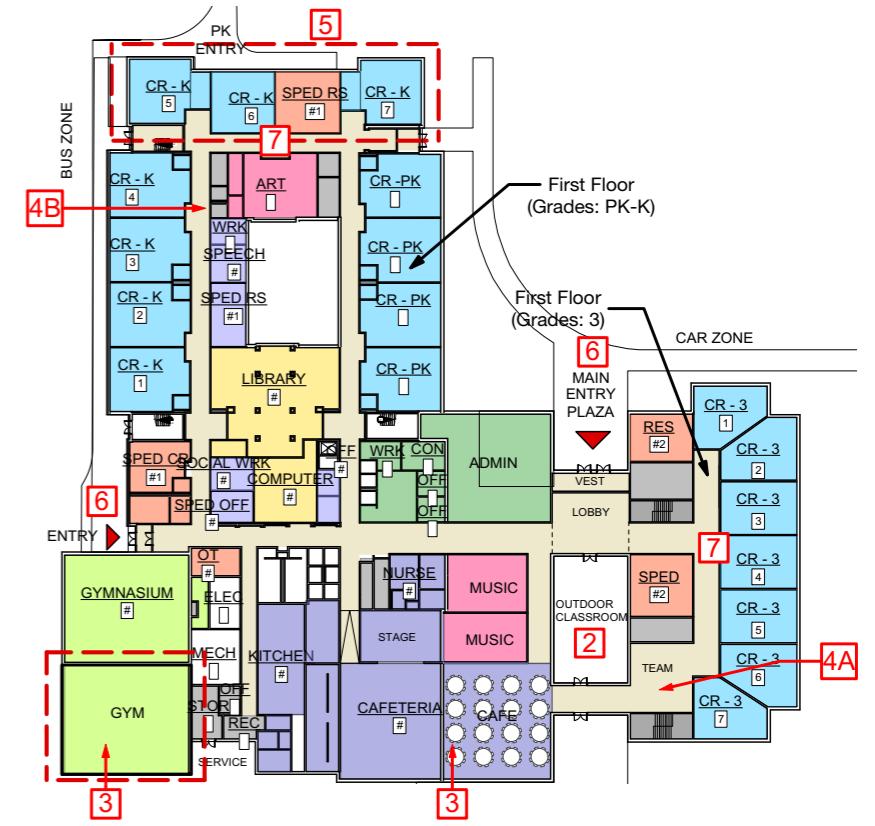 5
PK
ENTRY
CR - K
5
CR - K
6
SPED RS
#1
CR - K
7
7
BUS ZONE
CR - K
4
ART
CR -PK
4B
First Floor
(Grades: PK-K)
WRK
CR - K
3
SPEECH
#
CR - PK
CR - K
2
SPED RS
#1
CR - PK
First Floor
(Grades: 3)
CAR ZONE
6
MAIN
ENTRY
PLAZA
CR - K
1
LIBRARY
#
CR - PK
CR - 3
1
RES
#2
SPED CR
#1
SOCIAL WRK
#
COMPUTER
#
OFF
#
WRK
CON
OFF
OFF
ADMIN
CR - 3
2
VEST
LOBBY
SPED OFF
#
6
ENTRY
CR - 3
3
7
OT
#
GYMNASIUM
#
ELEC
NURSE
#
MUSIC
SPED
#2
CR - 3
4
OUTDOOR
CLASSROOM
2
CR - 3
5
STAGE
MUSIC
MECH
KITCHEN
#
TEAM
CR - 3
6
4A
OFF
STOR
GYM
REC
CAFETERIA
#
CAFE
CR - 3
7
SERVICE
3
3